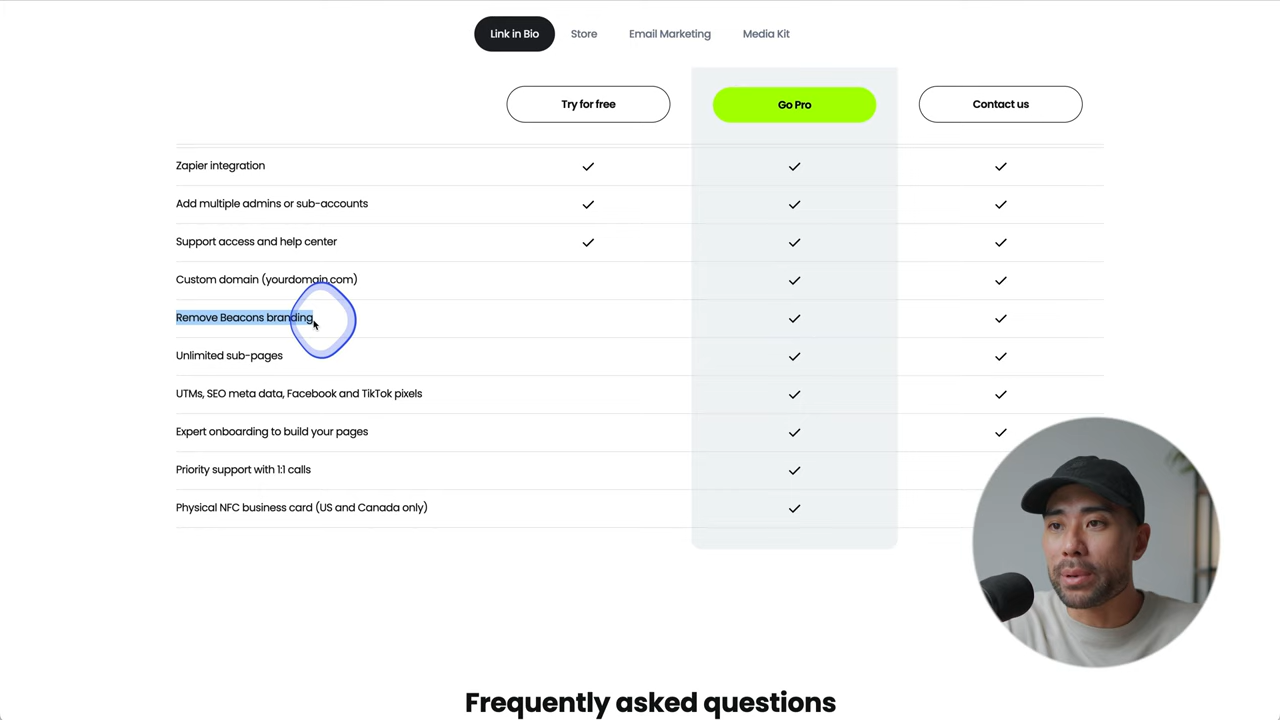 Link in Bio Store Email Marketing Media Kit
Try for free Go Pro Contact us
Zapier integration
Add multiple admins or sub-accounts
Support access and help center
Custom domain (yourdomain.com)
Remove Beacons branding
Unlimited sub-pages
UTMs, SEO meta data, Facebook and TikTok pixels
Expert onboarding to build your pages
Priority support with 1:1 calls
Physical NFC business card (US and Canada only)
Frequently asked questions